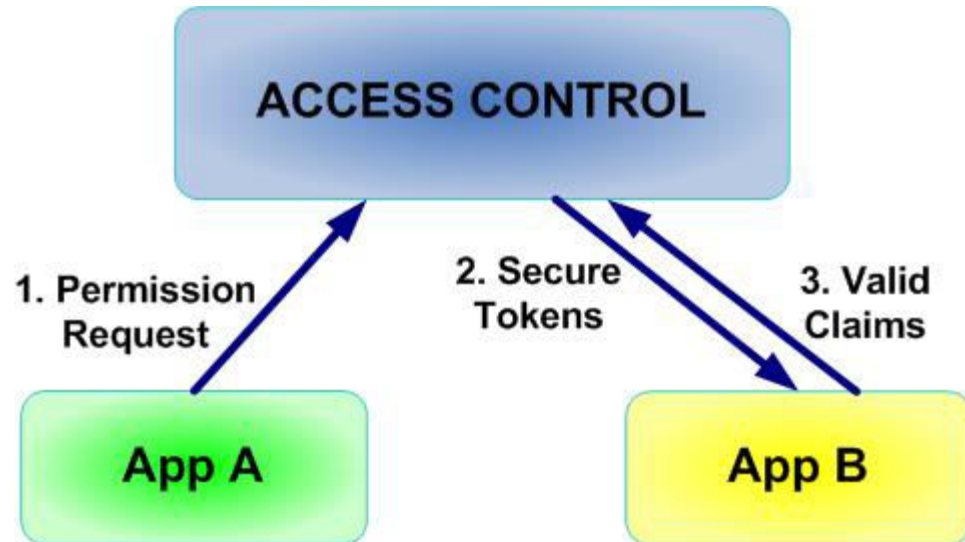 ACCESS CONTROL
1. Permission
Request
2. Secure
Tokens
3. Valid
Claims
App A
App B